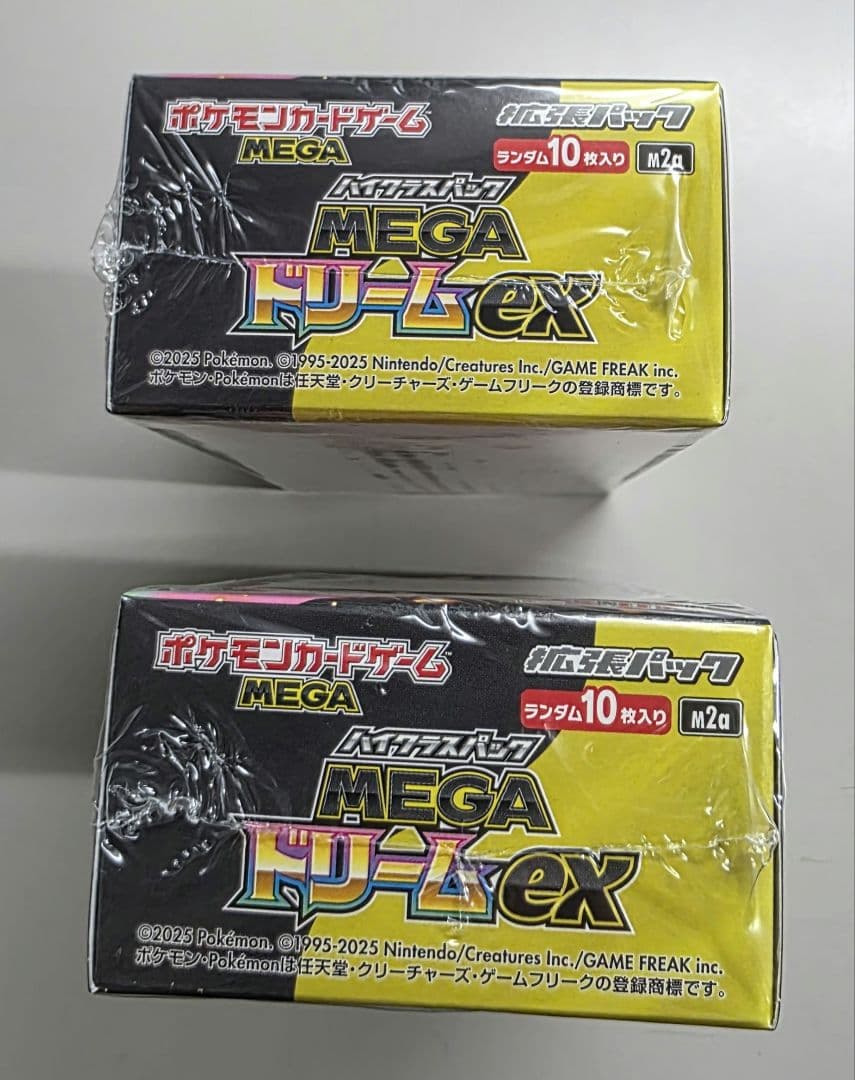 ポケモンカードゲーム
MEGA
拡張パック
ランダム10枚入り M2a
ハイクラスパック
MEGA
ドリームex
©2025 Pokémon. ©1995-2025 Nintendo/Creatures Inc./GAME FREAK inc.
ポケモン・Pokémonは任天堂・クリーチャーズ・ゲームフリークの登録商標です。
ポケモンカードゲーム™
MEGA
拡張パック
ランダム10枚入り M2a
ハイクラスパック
MEGA
ドリームex
©2025 Pokémon. ©1995-2025 Nintendo/Creatures Inc./GAME FREAK inc.
ポケモン・Pokémonは任天堂・クリーチャーズ・ゲームフリークの登録商標です。